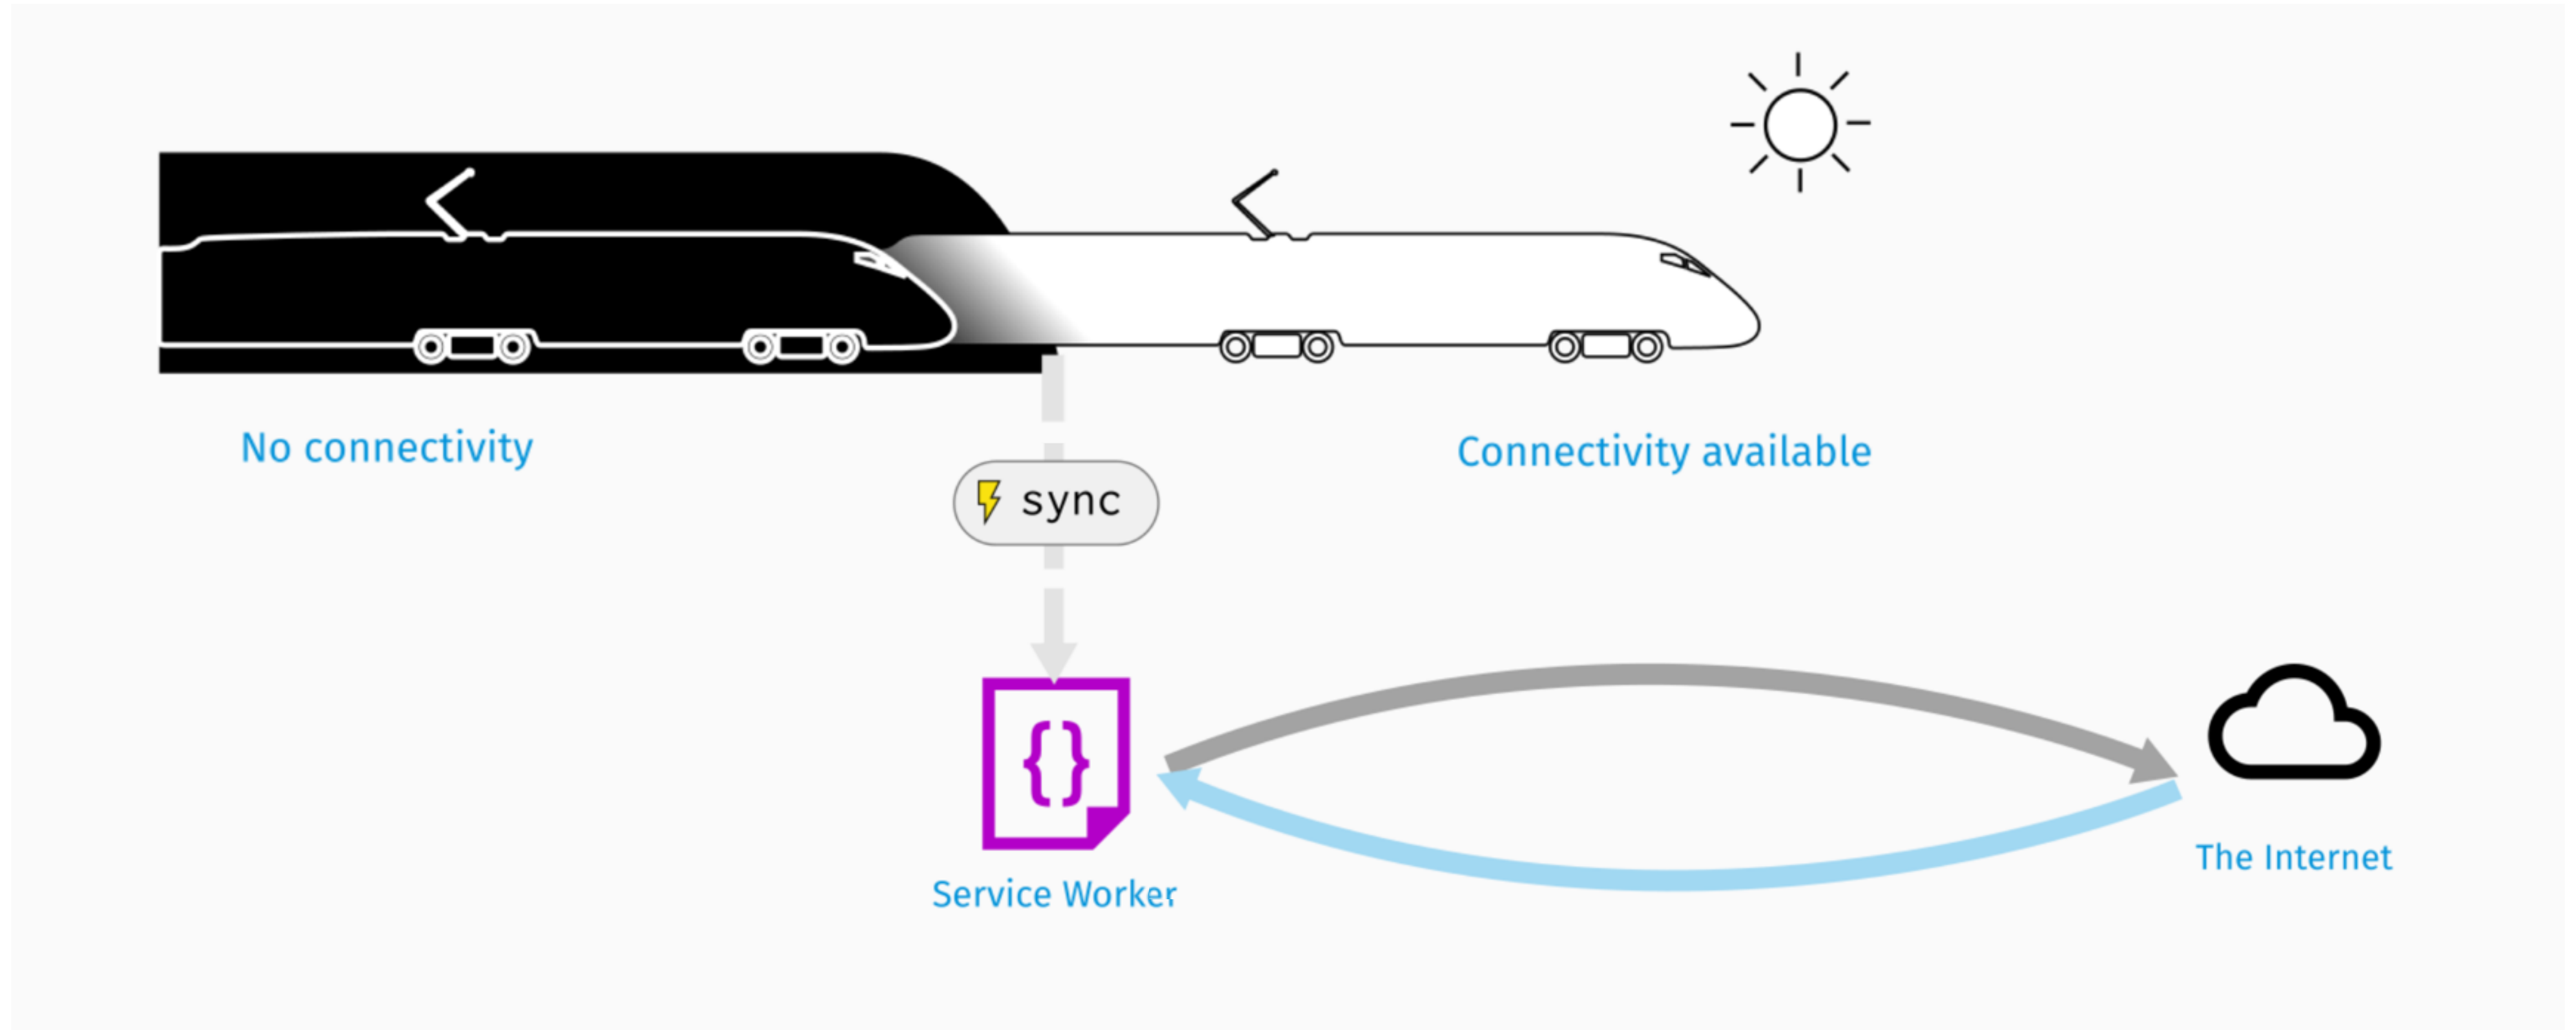 No connectivity
Connectivity available
sync
{}
Service Worker
The Internet